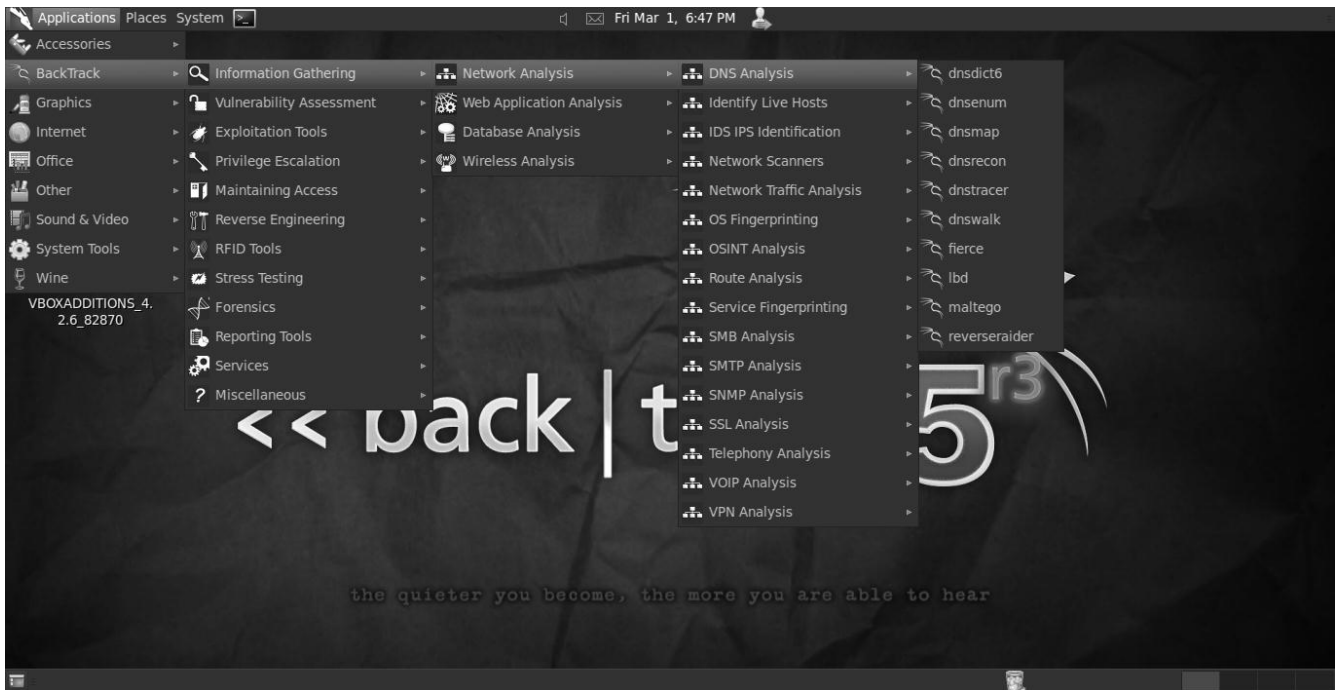 Applications Places System
Fri Mar 1, 6:47 PM
Accessories
BackTrack
Graphics
Internet
Office
Other
Sound & Video
System Tools
Wine
VBOXADDITIONS_4.
2.6_82870
Information Gathering
Vulnerability Assessment
Exploitation Tools
Privilege Escalation
Maintaining Access
Reverse Engineering
RFID Tools
Stress Testing
Forensics
Reporting Tools
Services
Miscellaneous
Network Analysis
Web Application Analysis
Database Analysis
Wireless Analysis
DNS Analysis
Identify Live Hosts
IDS IPS Identification
Network Scanners
Network Traffic Analysis
OS Fingerprinting
OSINT Analysis
Route Analysis
Service Fingerprinting
SMB Analysis
SMTP Analysis
SNMP Analysis
SSL Analysis
Telephony Analysis
VOIP Analysis
VPN Analysis
dnsdict6
dnsenum
dnsmap
dnsrecon
dnstracer
dnswalk
fierce
lbd
maltego
reverseraider
<< back | t 5 r3
the quieter you become, the more you are able to hear